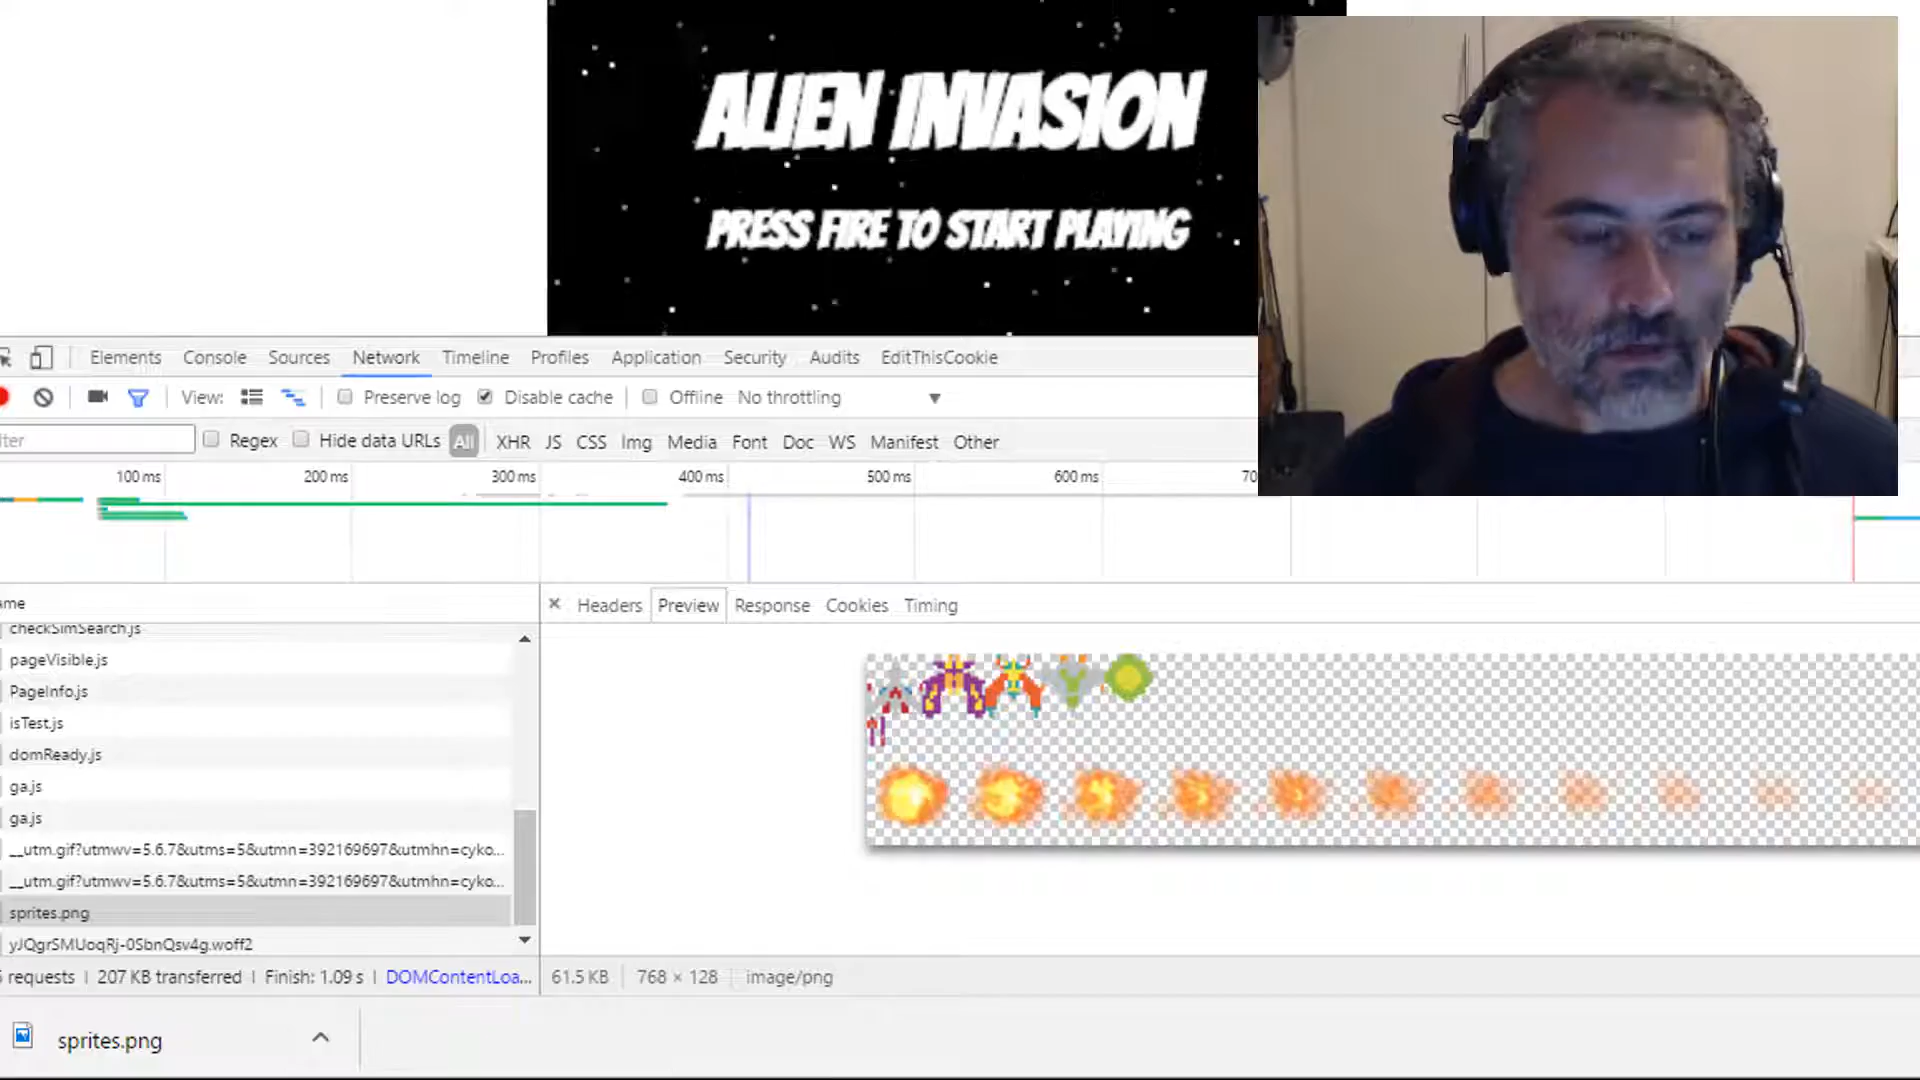 ALIEN INVASION
PRESS FIRE TO START PLAYING
Elements Console Sources Network Timeline Profiles Application Security Audits EditThisCookie
View: Preserve log Disable cache Offline No throttling
Regex Hide data URLs All XHR JS CSS Img Media Font Doc WS Manifest Other
100 ms 200 ms 300 ms 400 ms 500 ms 600 ms
Headers Preview Response Cookies Timing
checkSimSearch.js
pageVisible.js
PageInfo.js
isTest.js
domReady.js
ga.js
ga.js
__utm.gif?utmwv=5.6.7&utms=5&utmn=392169697&utmhn=cyko...
__utm.gif?utmwv=5.6.7&utms=5&utmn=392169697&utmhn=cyko...
sprites.png
yJQgrSMUoqRj-0SbnQsv4g.woff2
requests | 207 KB transferred | Finish: 1.09 s | DOMContentLoa...
61.5 KB 768 × 128 image/png
sprites.png